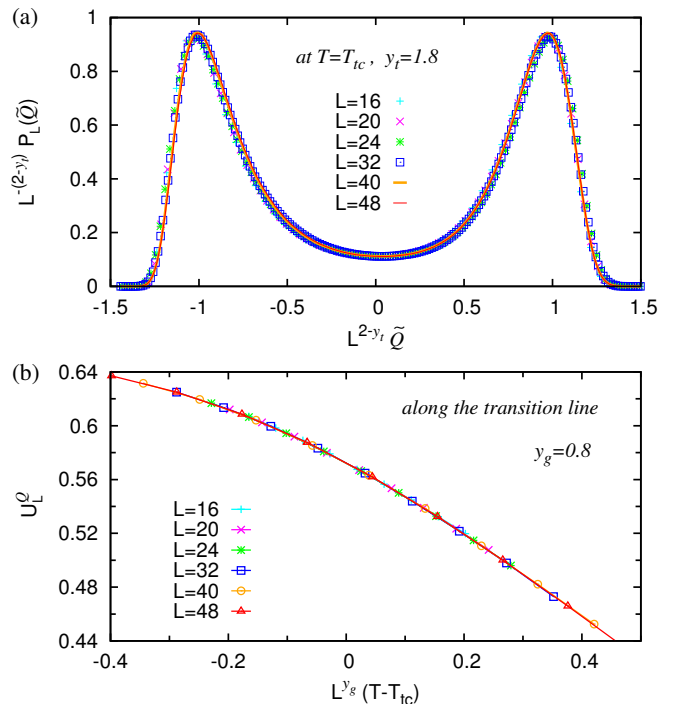 (a)
1
0.8
0.6
0.4
0.2
0
-1.5
-1
-0.5
0
0.5
1
1.5
at T=T_tc , y_t=1.8
L=16
L=20
L=24
L=32
L=40
L=48
L^-(2-y_t) P_L(Q̃)
L^2-y_t Q̃
(b)
0.64
0.6
0.56
0.52
0.48
0.44
-0.4
-0.2
0
0.2
0.4
along the transition line
y_g=0.8
L=16
L=20
L=24
L=32
L=40
L=48
U_L^Q
L^y_g (T-T_tc)